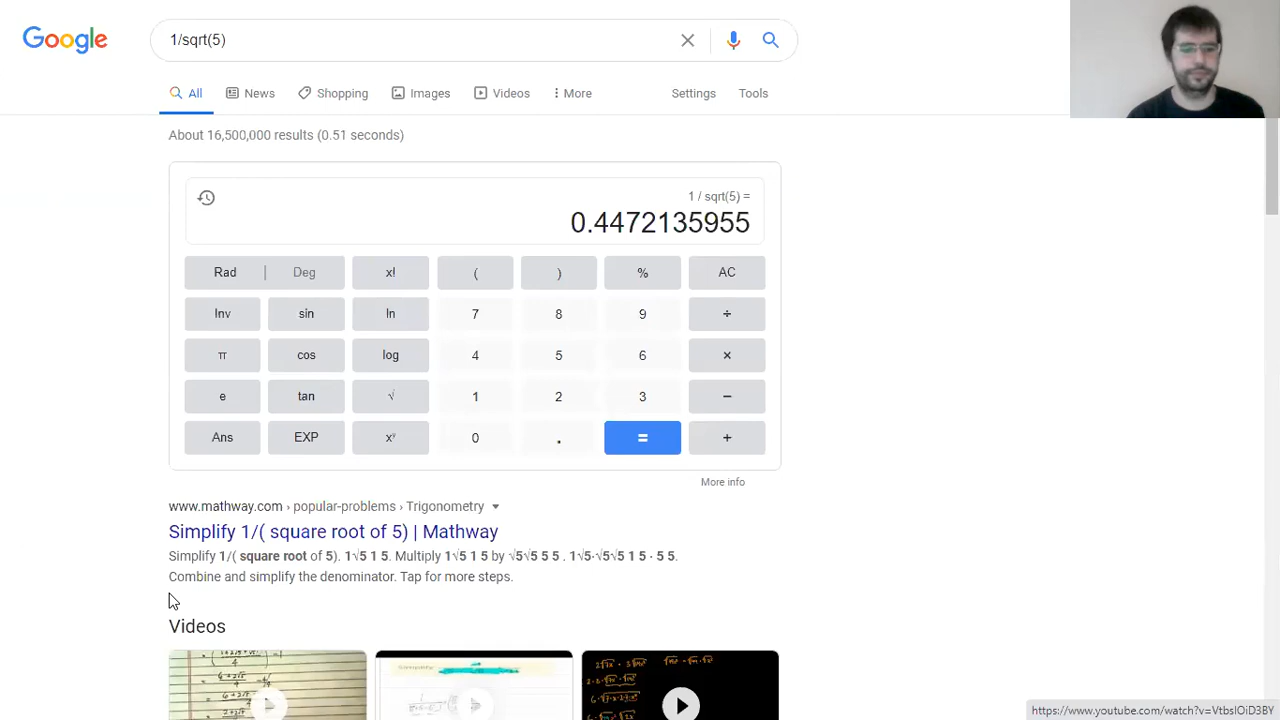 Google
1/sqrt(5)
All
News
Shopping
Images
Videos
More
Settings
Tools
About 16,500,000 results (0.51 seconds)
1 / sqrt(5) =
0.4472135955
Rad | Deg x! ( ) % AC
Inv sin ln 7 8 9 ÷
π cos log 4 5 6 ×
e tan √ 1 2 3 −
Ans EXP xʸ 0 . = +
More info
www.mathway.com › popular-problems › Trigonometry
Simplify 1/( square root of 5) | Mathway
Simplify 1/( square root of 5). 1√5 1 5. Multiply 1√5 1 5 by √5√5 5 5 . 1√5·√5√5 1 5 · 5 5.
Combine and simplify the denominator. Tap for more steps.
Videos
https://www.youtube.com/watch?v=VtbsIOiD3BY